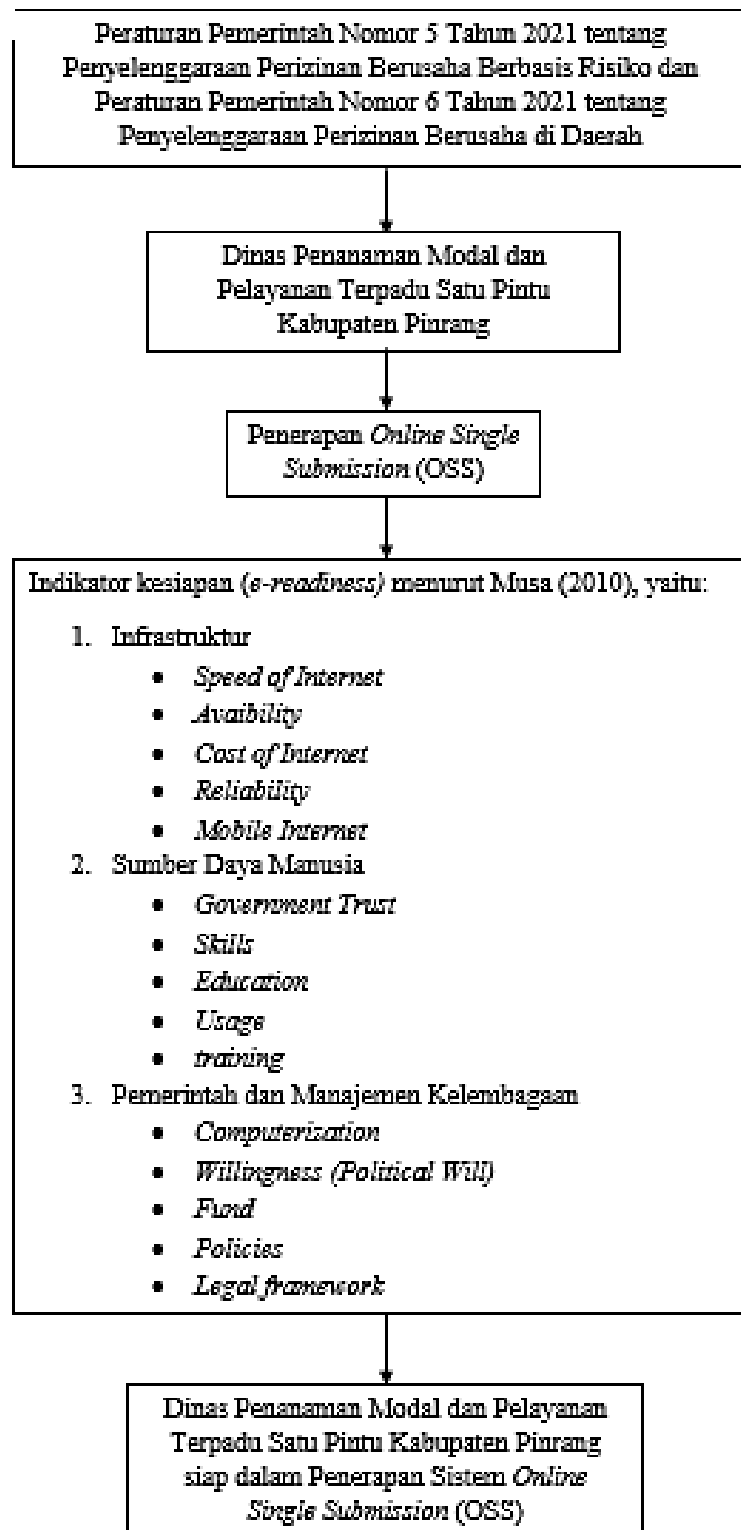 Peraturan Pemerintah Nomor 5 Tahun 2021 tentang
Penyelenggaraan Perizinan Berusaha Berbasis Risiko dan
Peraturan Pemerintah Nomor 6 Tahun 2021 tentang
Penyelenggaraan Perizinan Berusaha di Daerah
Dinas Penanaman Modal dan
Pelayanan Terpadu Satu Pintu
Kabupaten Pinrang
Penerapan Online Single
Submission (OSS)
Indikator kesiapan (e-readiness) menurut Musa (2010), yaitu:
1. Infrastruktur
• Speed of Internet
• Avaibility
• Cost of Internet
• Reliability
• Mobile Internet
2. Sumber Daya Manusia
• Government Trust
• Skills
• Education
• Usage
• training
3. Pemerintah dan Manajemen Kelembagaan
• Computerization
• Willingness (Political Will)
• Fund
• Policies
• Legal framework
Dinas Penanaman Modal dan Pelayanan
Terpadu Satu Pintu Kabupaten Pinrang
siap dalam Penerapan Sistem Online
Single Submission (OSS)